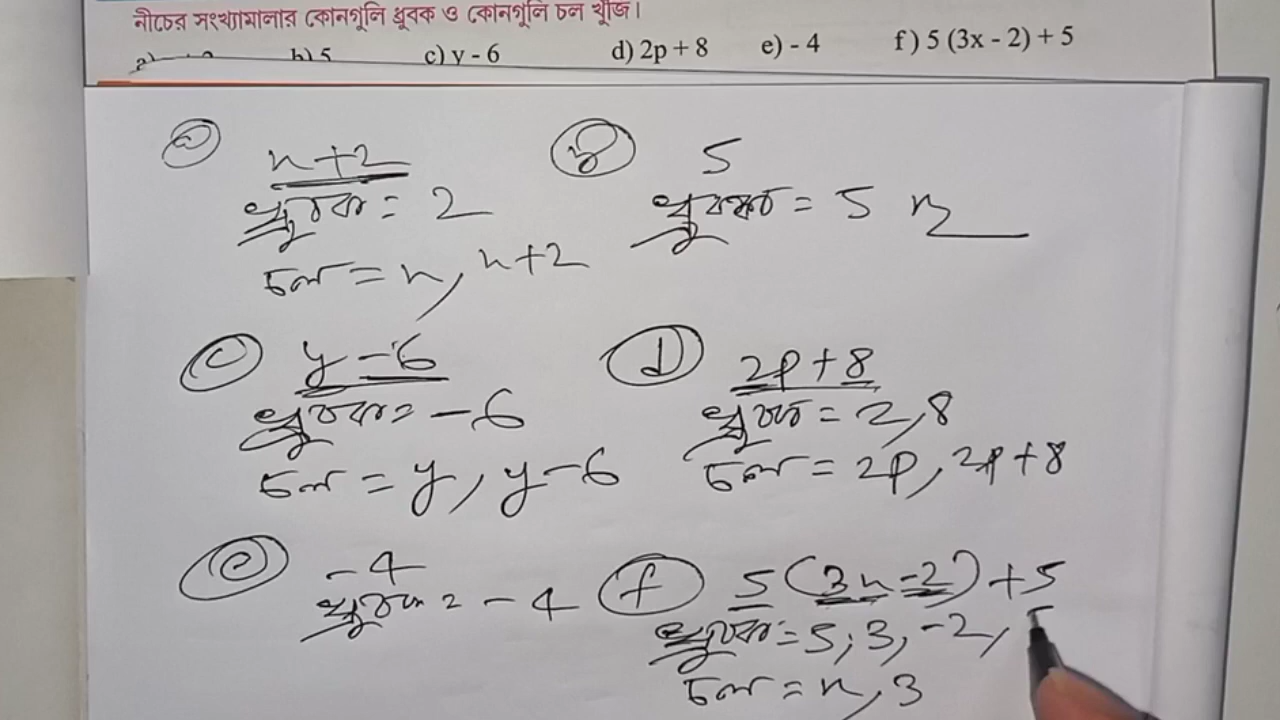 নীচের সংখ্যামালার কোনগুলি ধ্রুবক ও কোনগুলি চল খুঁজি।
b) 5 c) y - 6 d) 2p + 8 e) - 4 f) 5 (3x - 2) + 5
a x+2
ধ্রুবক = 2
চল = x, x+2
b 5
ধ্রুবক = 5
c y - 6
ধ্রুবক = -6
চল = y, y-6
d 2p + 8
ধ্রুবক = 2,8
চল = 2p, 2p+8
e -4
ধ্রুবক = -4
f 5 (3x - 2) + 5
ধ্রুবক = 5, 3, -2,
চল = x, 3